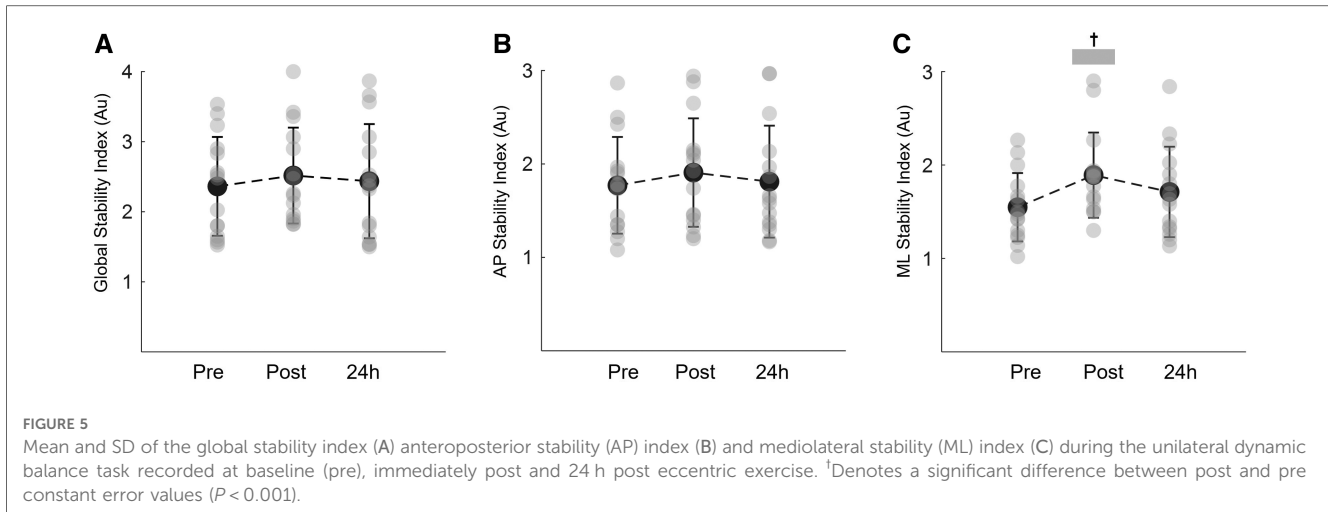 A
B
C
†
Global Stability Index (Au)
4
3
2
1
Pre Post 24h
AP Stability Index (Au)
3
2
1
Pre Post 24h
ML Stability Index (Au)
3
2
1
Pre Post 24h
FIGURE 5
Mean and SD of the global stability index (A) anteroposterior stability (AP) index (B) and mediolateral stability (ML) index (C) during the unilateral dynamic
balance task recorded at baseline (pre), immediately post and 24 h post eccentric exercise. †Denotes a significant difference between post and pre
constant error values (P < 0.001).